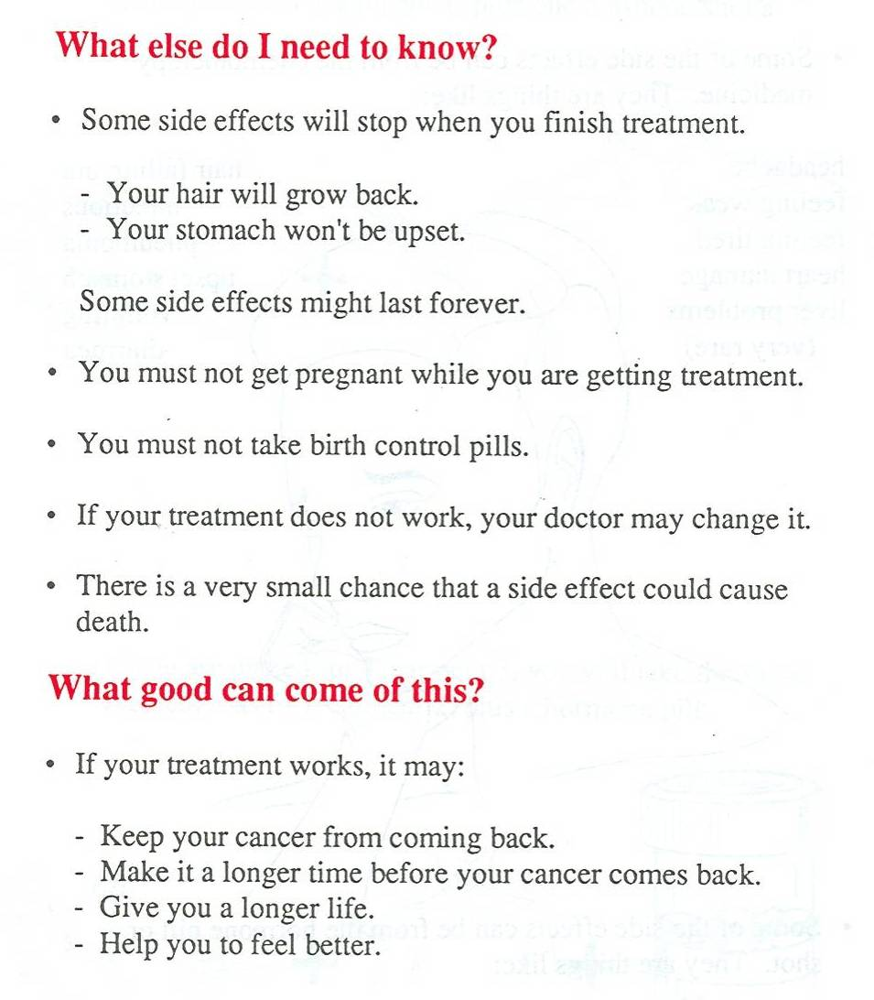 What else do I need to know?
• Some side effects will stop when you finish treatment.
- Your hair will grow back.
- Your stomach won't be upset.
Some side effects might last forever.
• You must not get pregnant while you are getting treatment.
• You must not take birth control pills.
• If your treatment does not work, your doctor may change it.
• There is a very small chance that a side effect could cause
death.
What good can come of this?
• If your treatment works, it may:
- Keep your cancer from coming back.
- Make it a longer time before your cancer comes back.
- Give you a longer life.
- Help you to feel better.